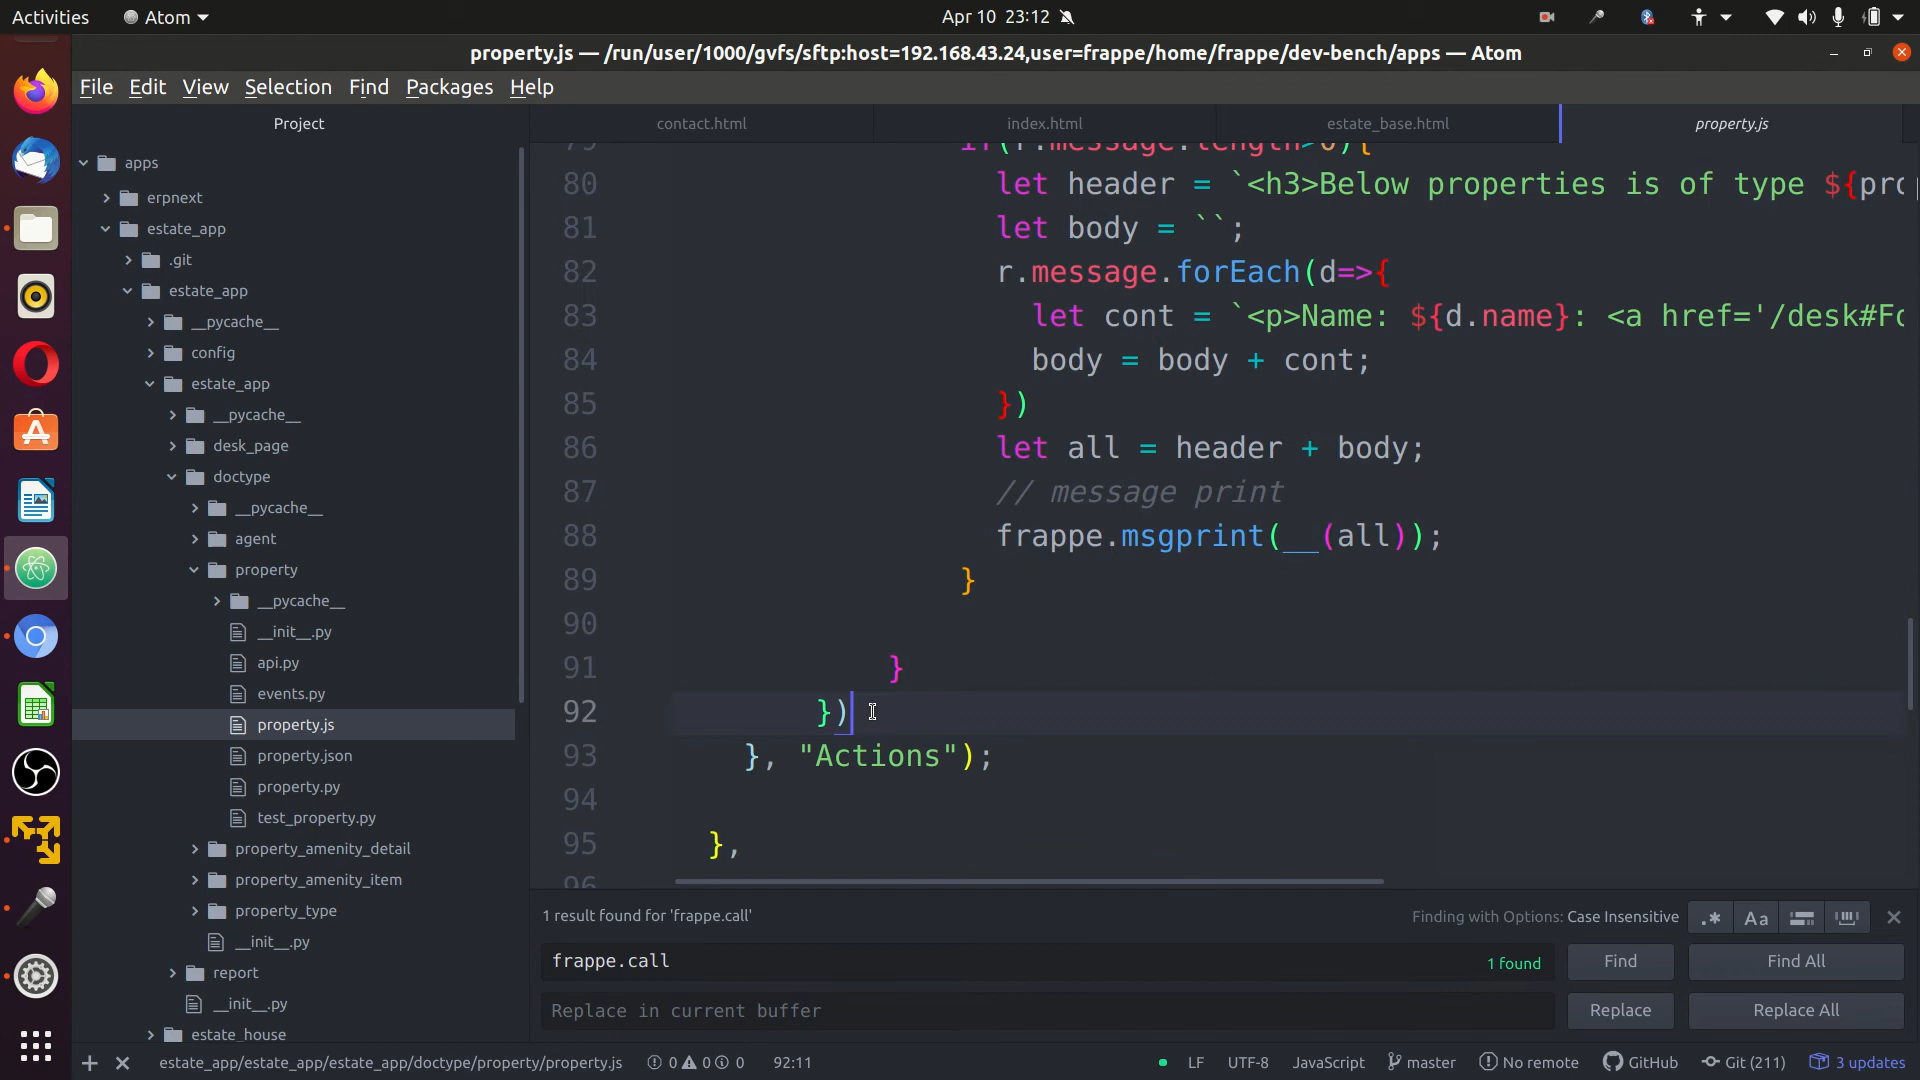 Activities
Atom
Apr 10 23:12
property.js — /run/user/1000/gvfs/sftp:host=192.168.43.24,user=frappe/home/frappe/dev-bench/apps — Atom
File Edit View Selection Find Packages Help
Project
contact.html
index.html
estate_base.html
property.js
apps
erpnext
estate_app
.git
estate_app
__pycache__
config
estate_app
__pycache__
desk_page
doctype
__pycache__
agent
property
__pycache__
__init__.py
api.py
events.py
property.js
property.json
property.py
test_property.py
property_amenity_detail
property_amenity_item
property_type
__init__.py
report
__init__.py
estate_house
79 if(r.message.length>0){
80 let header = `<h3>Below properties is of type ${pro
81 let body = ``;
82 r.message.forEach(d=>{
83 let cont = `<p>Name: ${d.name}: <a href='/desk#Fo
84 body = body + cont;
85 })
86 let all = header + body;
87 // message print
88 frappe.msgprint(__(all));
89 }
90
91 }
92 })
93 }, "Actions");
94
95 },
96
1 result found for 'frappe.call'
Finding with Options: Case Insensitive
.* Aa
frappe.call
1 found
Find
Find All
Replace in current buffer
Replace
Replace All
estate_app/estate_app/estate_app/doctype/property/property.js
0 0 0
92:11
LF
UTF-8
JavaScript
master
No remote
GitHub
Git (211)
3 updates